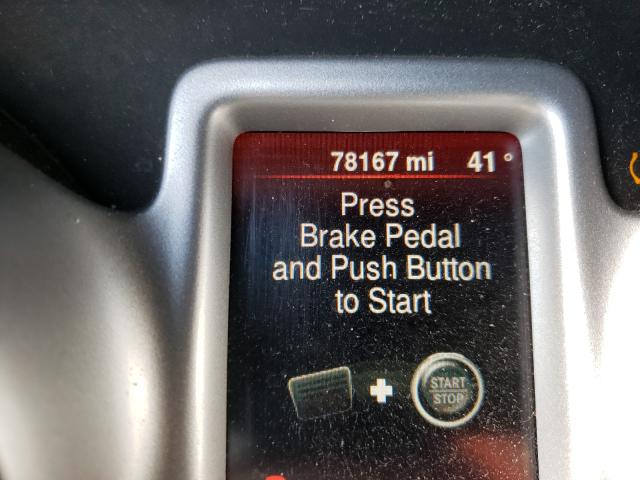 78167 mi 41°
Press
Brake Pedal
and Push Button
to Start
START
STOP